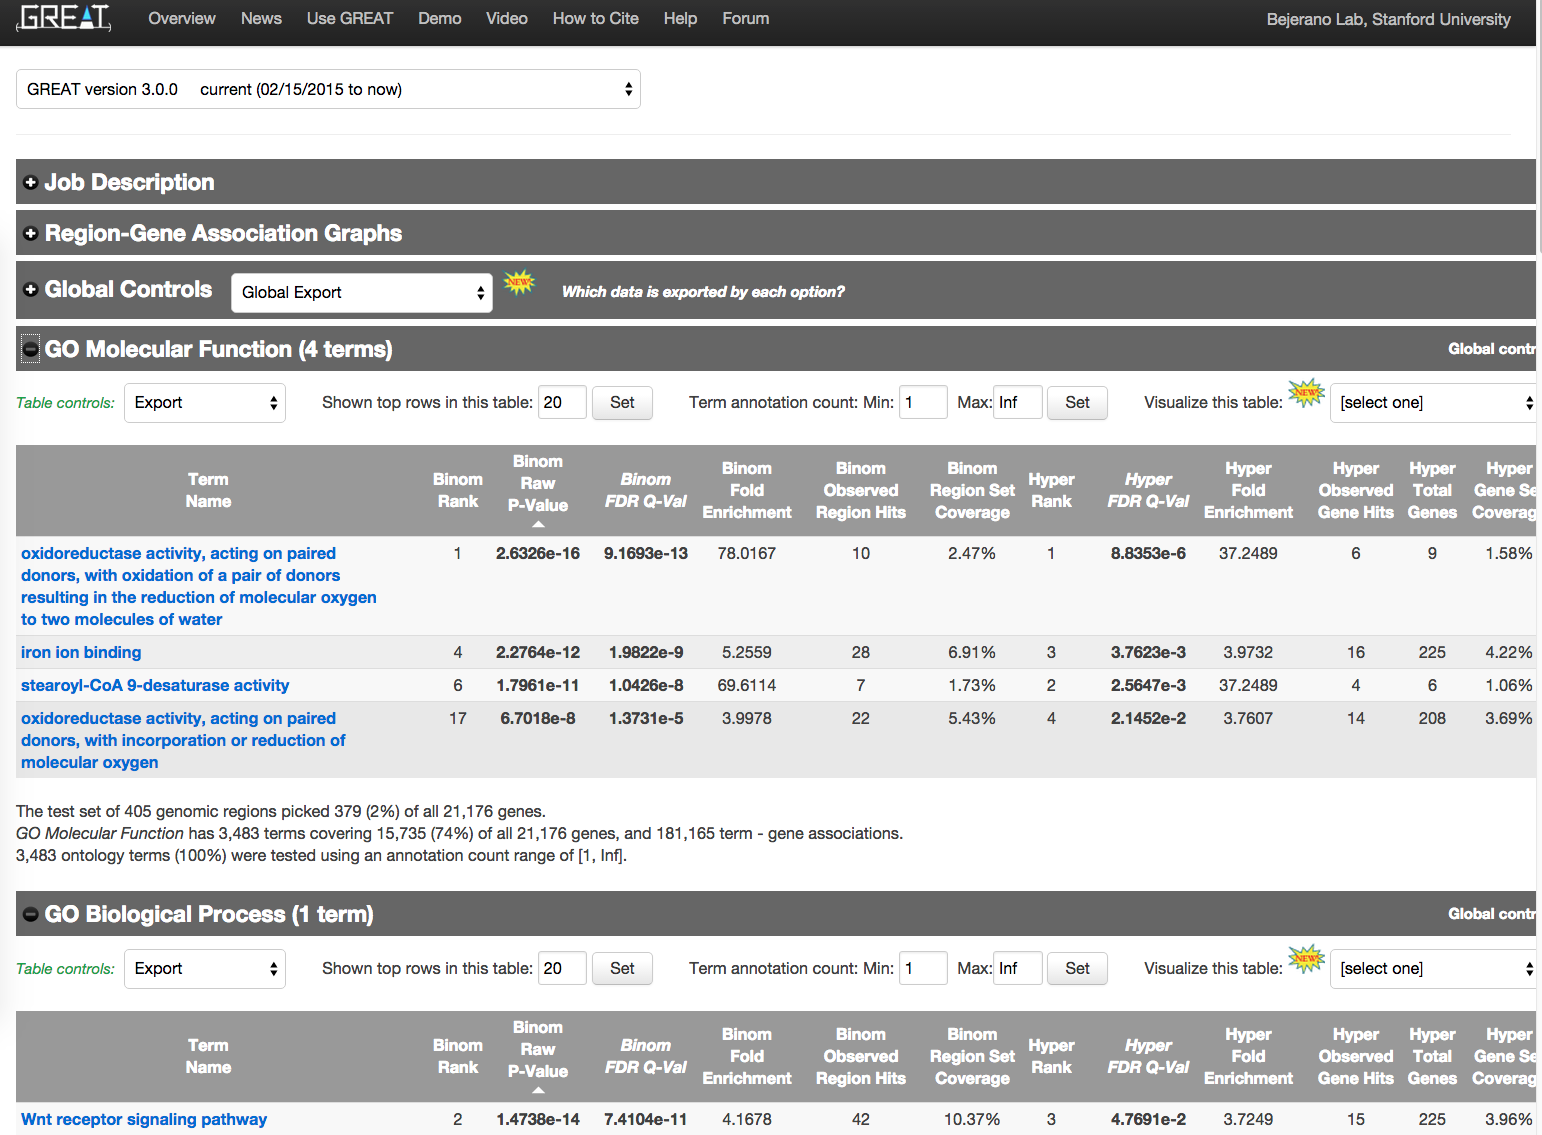 GREAT Overview News Use GREAT Demo Video How to Cite Help Forum Bejerano Lab, Stanford University
GREAT version 3.0.0 current (02/15/2015 to now)
Job Description
Region-Gene Association Graphs
Global Controls Global Export NEW Which data is exported by each option?
GO Molecular Function (4 terms) Global contr
Table controls: Export Shown top rows in this table: 20 Set Term annotation count: Min: 1 Max: Inf Set Visualize this table: NEW [select one]
Term Name Binom Rank Binom Raw P-Value Binom FDR Q-Val Binom Fold Enrichment Binom Observed Region Hits Binom Region Set Coverage Hyper Rank Hyper FDR Q-Val Hyper Fold Enrichment Hyper Observed Gene Hits Hyper Total Genes Hyper Gene Se Coverag
oxidoreductase activity, acting on paired 1 2.6326e-16 9.1693e-13 78.0167 10 2.47% 1 8.8353e-6 37.2489 6 9 1.58%
donors, with oxidation of a pair of donors
resulting in the reduction of molecular oxygen
to two molecules of water
iron ion binding 4 2.2764e-12 1.9822e-9 5.2559 28 6.91% 3 3.7623e-3 3.9732 16 225 4.22%
stearoyl-CoA 9-desaturase activity 6 1.7961e-11 1.0426e-8 69.6114 7 1.73% 2 2.5647e-3 37.2489 4 6 1.06%
oxidoreductase activity, acting on paired 17 6.7018e-8 1.3731e-5 3.9978 22 5.43% 4 2.1452e-2 3.7607 14 208 3.69%
donors, with incorporation or reduction of
molecular oxygen
The test set of 405 genomic regions picked 379 (2%) of all 21,176 genes.
GO Molecular Function has 3,483 terms covering 15,735 (74%) of all 21,176 genes, and 181,165 term - gene associations.
3,483 ontology terms (100%) were tested using an annotation count range of [1, Inf].
GO Biological Process (1 term) Global contr
Table controls: Export Shown top rows in this table: 20 Set Term annotation count: Min: 1 Max: Inf Set Visualize this table: NEW [select one]
Term Name Binom Rank Binom Raw P-Value Binom FDR Q-Val Binom Fold Enrichment Binom Observed Region Hits Binom Region Set Coverage Hyper Rank Hyper FDR Q-Val Hyper Fold Enrichment Hyper Observed Gene Hits Hyper Total Genes Hyper Gene Se Coverag
Wnt receptor signaling pathway 2 1.4738e-14 7.4104e-11 4.1678 42 10.37% 3 4.7691e-2 3.7249 15 225 3.96%